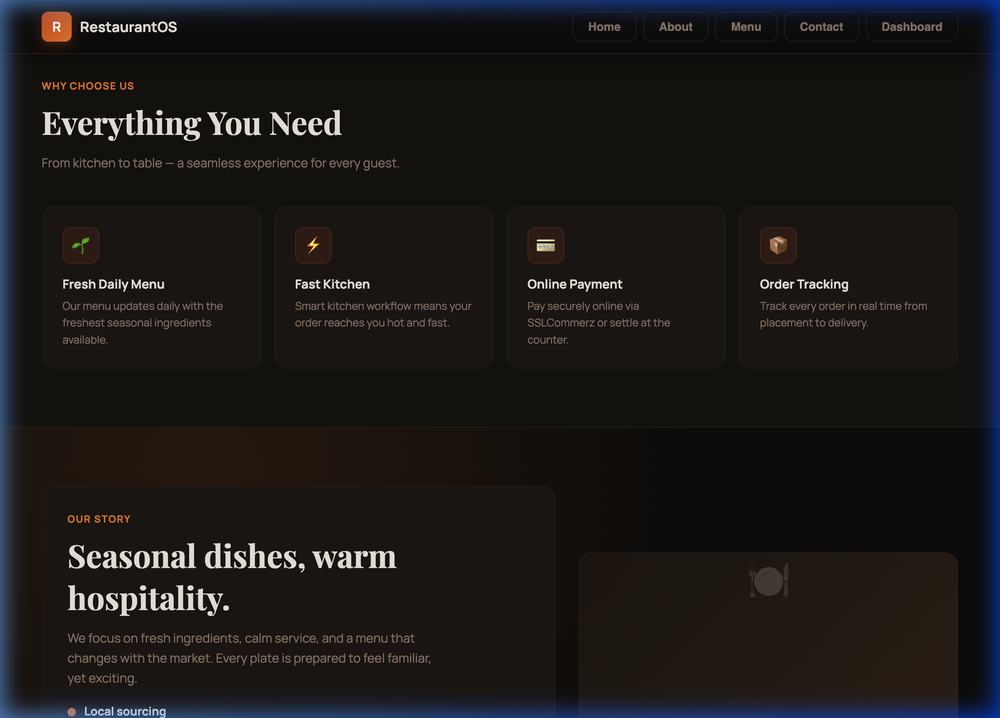 R RestaurantOS
Home
About
Menu
Contact
Dashboard
WHY CHOOSE US
Everything You Need
From kitchen to table — a seamless experience for every guest.
Fresh Daily Menu
Our menu updates daily with the
freshest seasonal ingredients
available.
Fast Kitchen
Smart kitchen workflow means your
order reaches you hot and fast.
Online Payment
Pay securely online via
SSLCommerz or settle at the
counter.
Order Tracking
Track every order in real time from
placement to delivery.
OUR STORY
Seasonal dishes, warm
hospitality.
We focus on fresh ingredients, calm service, and a menu that
changes with the market. Every plate is prepared to feel familiar,
yet exciting.
Local sourcing